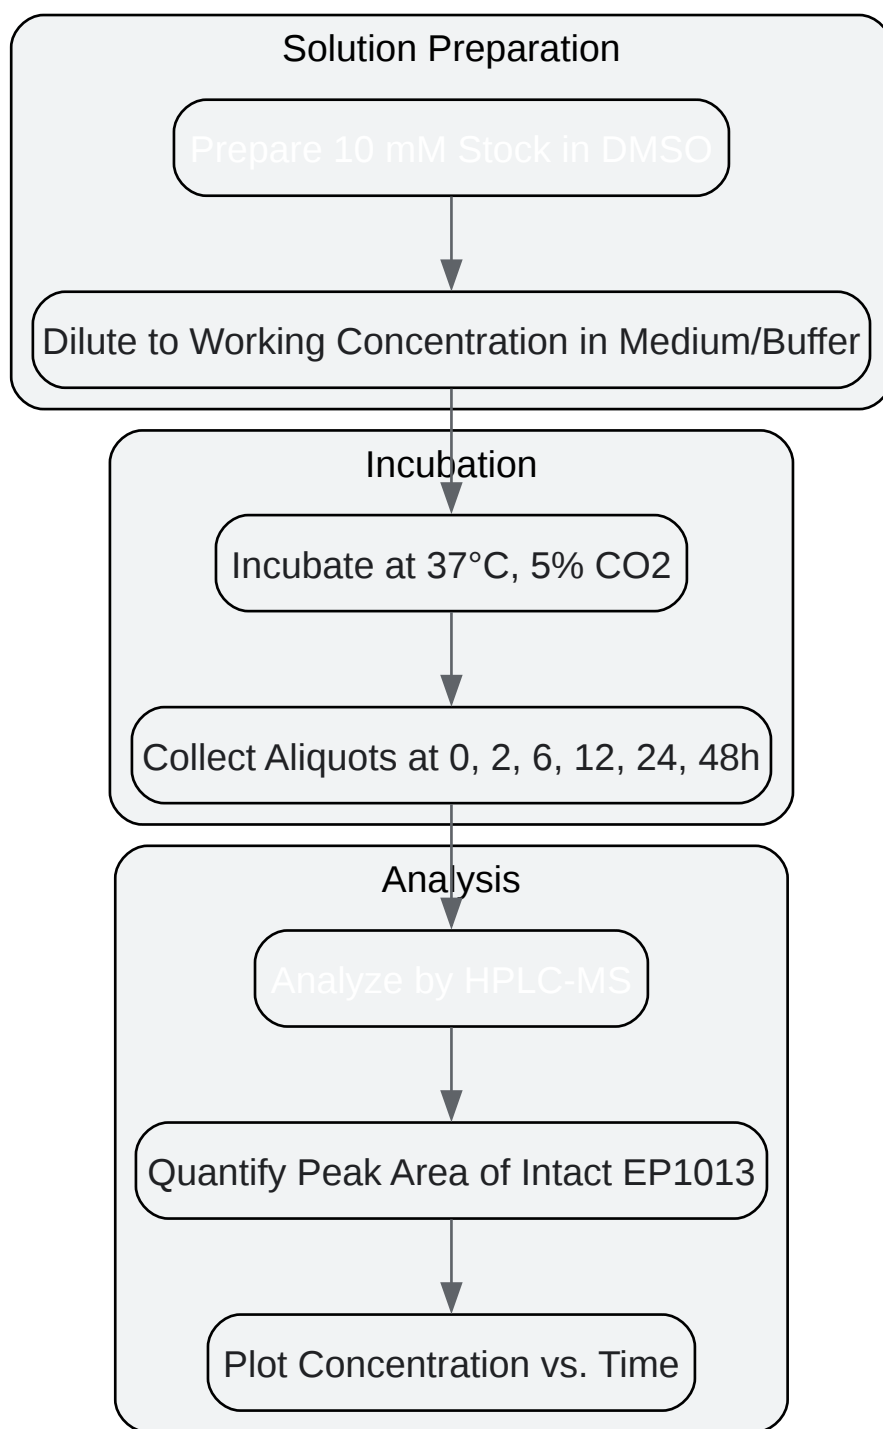 Solution Preparation
Prepare 10 mM Stock in DMSO
Dilute to Working Concentration in Medium/Buffer
Incubation
Incubate at 37°C, 5% CO2
Collect Aliquots at 0, 2, 6, 12, 24, 48h
Analysis
Analyze by HPLC-MS
Quantify Peak Area of Intact EP1013
Plot Concentration vs. Time